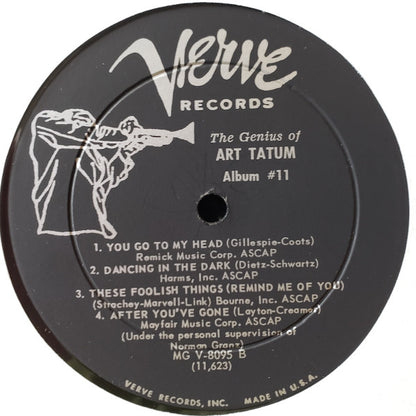 Verve
RECORDS
The Genius of
ART TATUM
Album #11
1. YOU GO TO MY HEAD (Gillespie-Coots)
Remick Music Corp. ASCAP
2. DANCING IN THE DARK (Dietz-Schwartz)
Harms, Inc. ASCAP
3. THESE FOOLISH THINGS (REMIND ME OF YOU)
(Strachey-Marvell-Link) Bourne, Inc. ASCAP
4. AFTER YOU'VE GONE (Layton-Creamer)
Mayfair Music Corp. ASCAP
(Under the personal supervision of
Norman Granz)
MG V-8095 B
(11,623)
VERVE RECORDS, INC. MADE IN U.S.A.